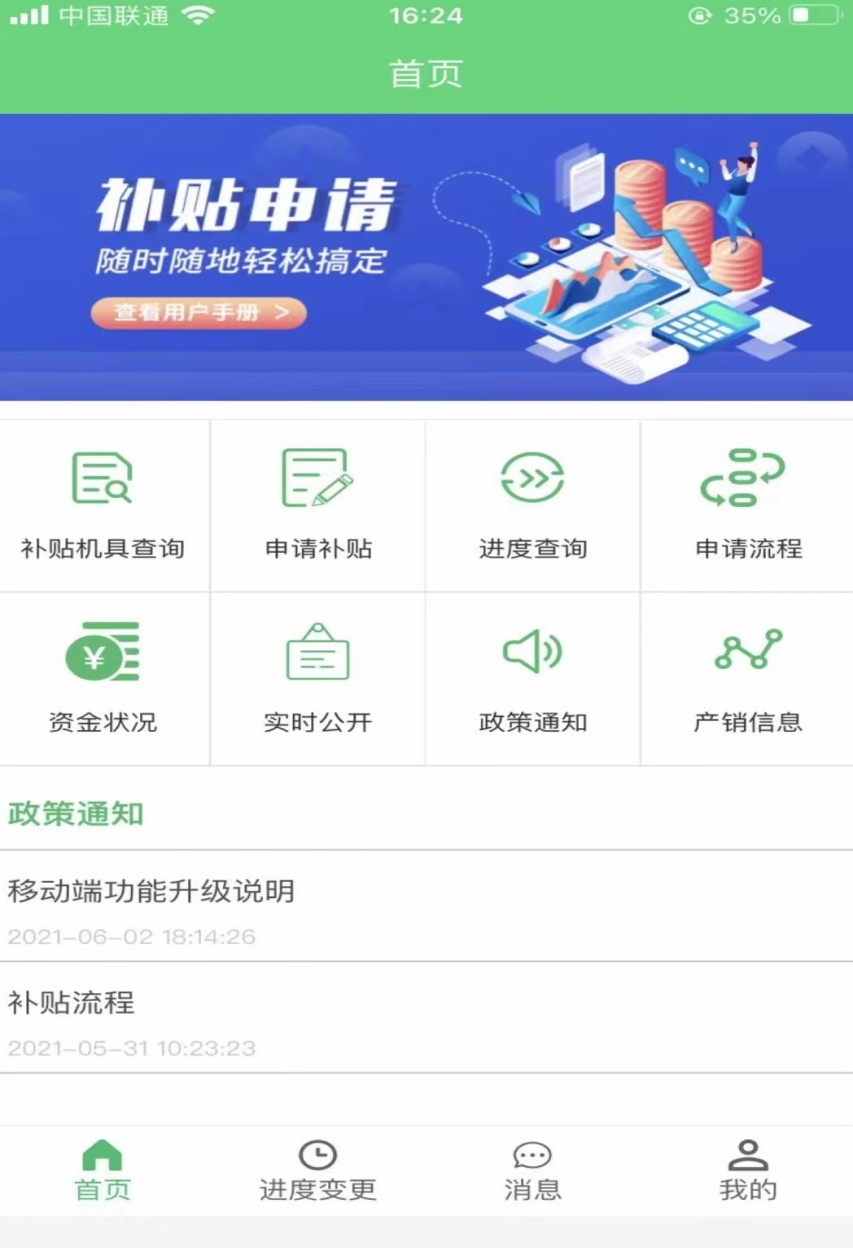 中国联通 16:24 35%
首页
补贴申请
随时随地轻松搞定
查看用户手册 >
补贴机具查询 申请补贴 进度查询 申请流程
¥
资金状况 实时公开 政策通知 产销信息
政策通知
移动端功能升级说明
2021-06-02 18:14:26
补贴流程
2021-05-31 10:23:23
首页 进度变更 消息 我的